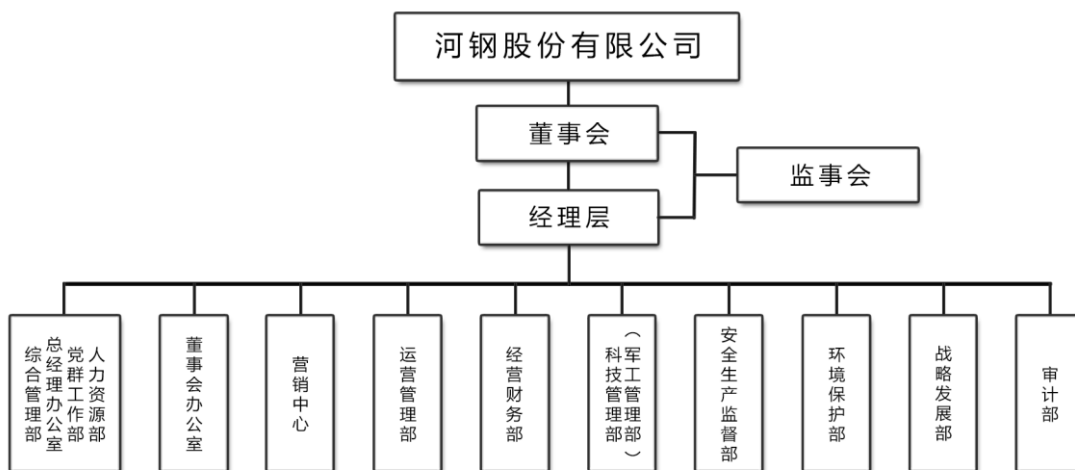 河钢股份有限公司
董事会
监事会
经理层
综合管理部
总经理办公室
党群工作部
人力资源部
董事会办公室
营销中心
运营管理部
经营财务部
科技管理部
（军工管理部）
安全生产监督部
环境保护部
战略发展部
审计部